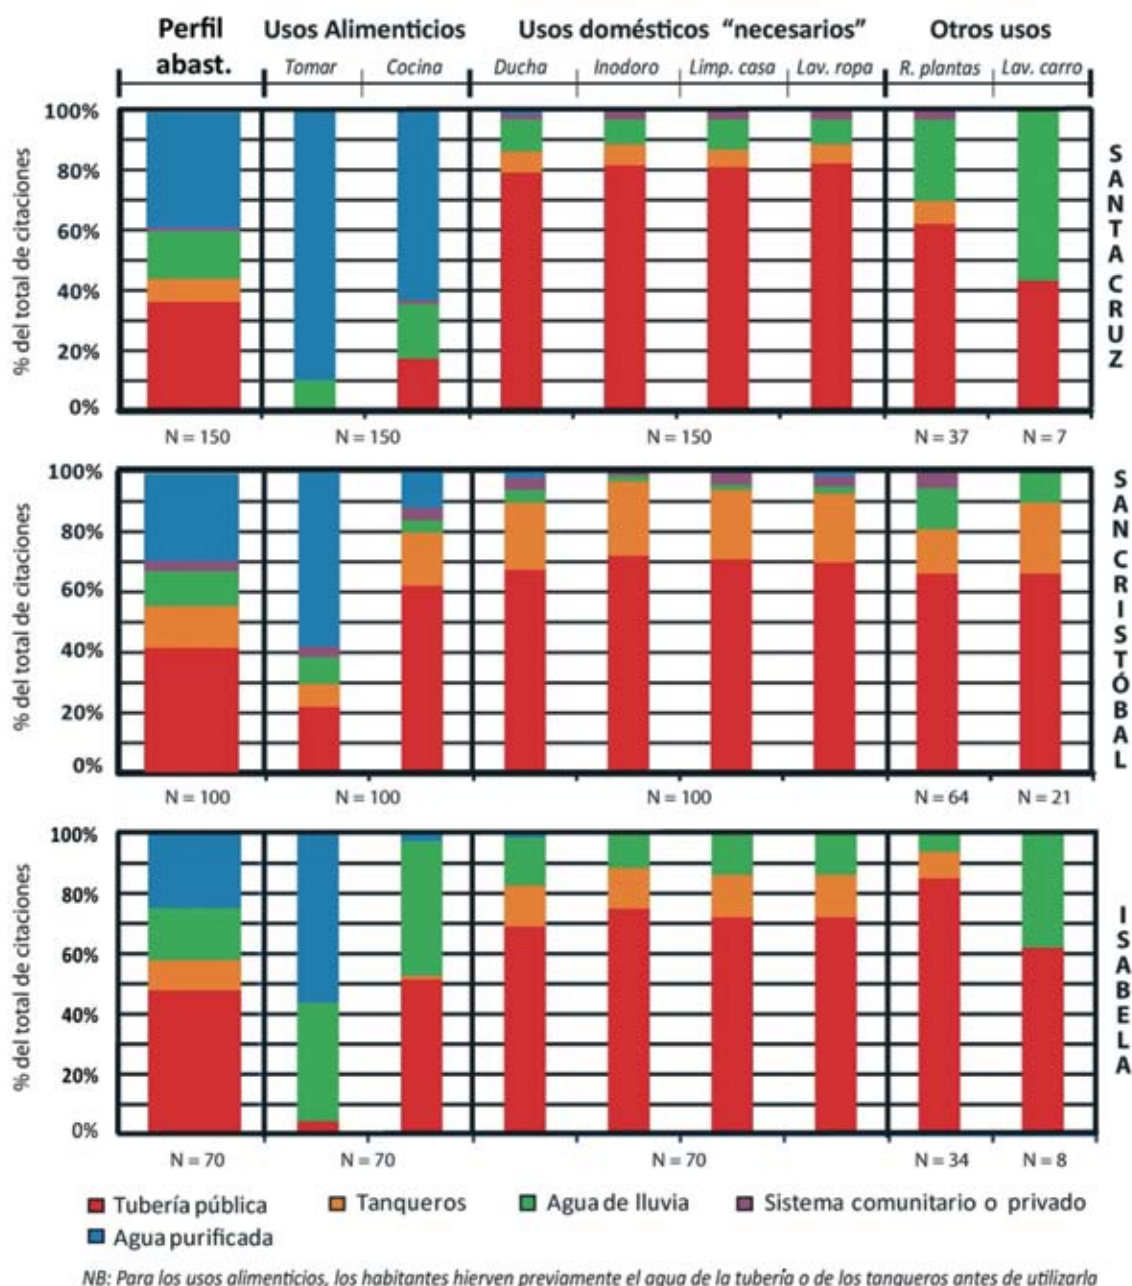 Perfil abast. Usos Alimenticios Usos domésticos "necesarios" Otros usos
Tomar Cocina Ducha Inodoro Limp. casa Lav. ropa R. plantas Lav. carro
% del total de citaciones
100%
80%
60%
40%
20%
0%
SANTA CRUZ
N = 150 N = 150 N = 150 N = 37 N = 7
% del total de citaciones
100%
80%
60%
40%
20%
0%
SAN CRISTÓBAL
N = 100 N = 100 N = 100 N = 64 N = 21
% del total de citaciones
100%
80%
60%
40%
20%
0%
ISABELA
N = 70 N = 70 N = 70 N = 34 N = 8
Tubería pública Tanqueros Agua de lluvia Sistema comunitario o privado
Agua purificada
NB: Para los usos alimenticios, los habitantes hierven previamente el agua de la tubería o de los tanqueros antes de utilizarla